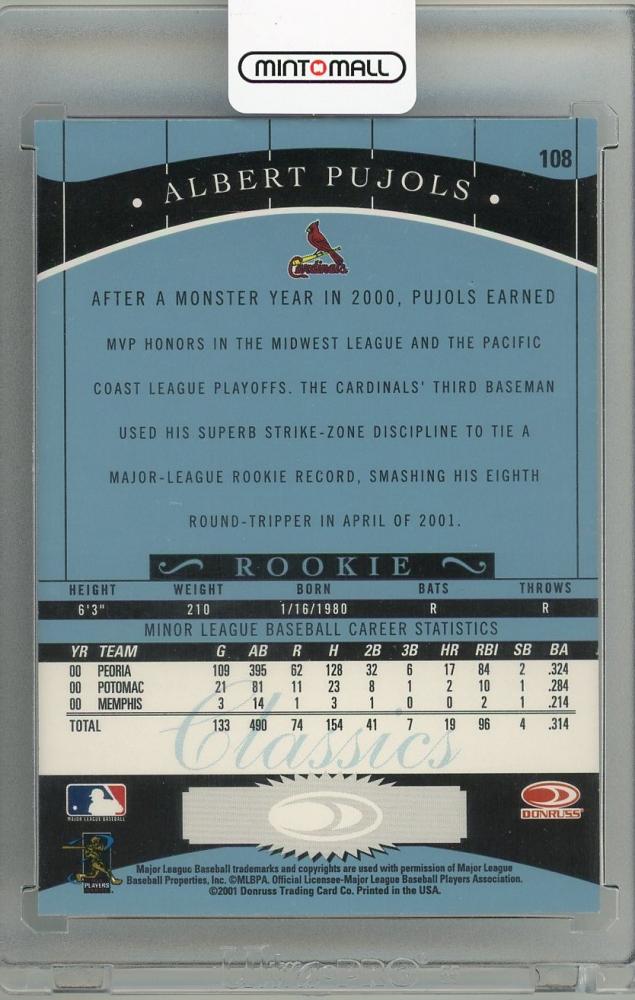 MINTMALL
108
• ALBERT PUJOLS •
Cardinals
AFTER A MONSTER YEAR IN 2000, PUJOLS EARNED
MVP HONORS IN THE MIDWEST LEAGUE AND THE PACIFIC
COAST LEAGUE PLAYOFFS. THE CARDINALS' THIRD BASEMAN
USED HIS SUPERB STRIKE-ZONE DISCIPLINE TO TIE A
MAJOR-LEAGUE ROOKIE RECORD, SMASHING HIS EIGHTH
ROUND-TRIPPER IN APRIL OF 2001.
ROOKIE
HEIGHT WEIGHT BORN BATS THROWS
6'3" 210 1/16/1980 R R
MINOR LEAGUE BASEBALL CAREER STATISTICS
YR TEAM G AB R H 2B 3B HR RBI SB BA
00 PEORIA 109 395 62 128 32 6 17 84 2 .324
00 POTOMAC 21 81 11 23 8 1 2 10 1 .284
00 MEMPHIS 3 14 1 3 1 0 0 2 1 .214
TOTAL 133 490 74 154 41 7 19 96 4 .314
Classics
MAJOR LEAGUE BASEBALL
DONRUSS
PLAYERS
Major League Baseball trademarks and copyrights are used with permission of Major League
Baseball Properties, Inc. ©MLBPA. Official Licensee-Major League Baseball Players Association.
©2001 Donruss Trading Card Co. Printed in the USA.
Ultra PRO